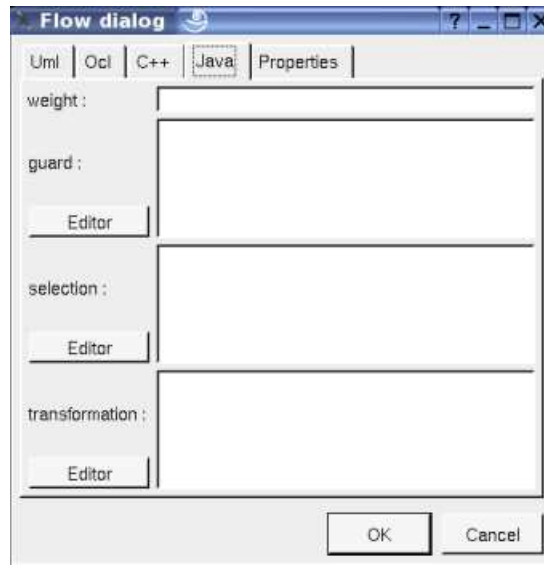 Flow dialog
Uml Ocl C++ Java Properties
weight :
guard :
Editor
selection :
Editor
transformation :
Editor
OK Cancel